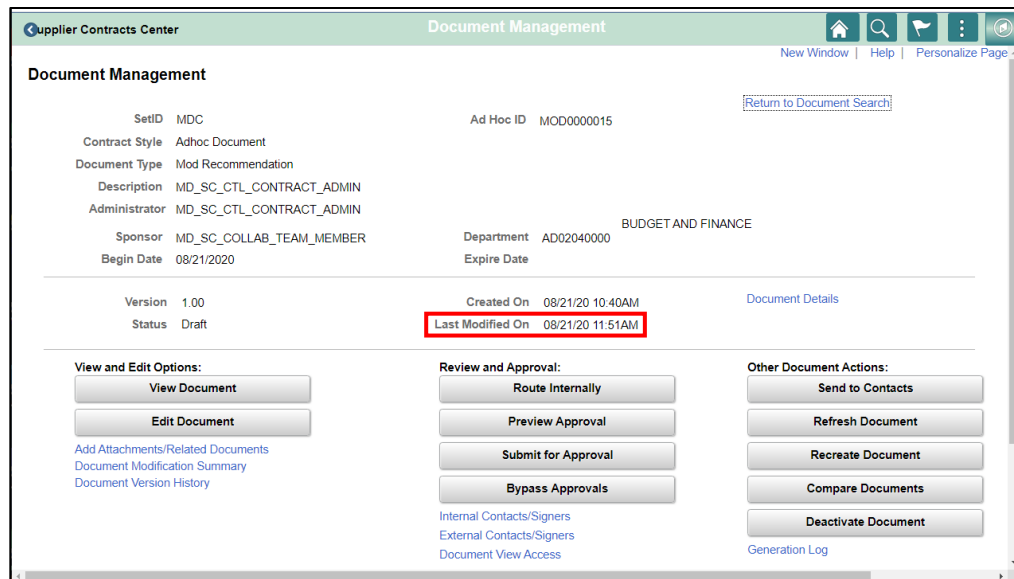 upplier Contracts Center
Document Management
New Window | Help | Personalize Page
Document Management
Return to Document Search
SetID MDC
Ad Hoc ID MOD0000015
Contract Style Adhoc Document
Document Type Mod Recommendation
Description MD_SC_CTL_CONTRACT_ADMIN
Administrator MD_SC_CTL_CONTRACT_ADMIN
BUDGET AND FINANCE
Sponsor MD_SC_COLLAB_TEAM_MEMBER
Department AD02040000
Begin Date 08/21/2020
Expire Date
Version 1.00
Created On 08/21/20 10:40AM
Document Details
Status Draft
Last Modified On 08/21/20 11:51AM
View and Edit Options:
View Document
Edit Document
Add Attachments/Related Documents
Document Modification Summary
Document Version History
Review and Approval:
Route Internally
Preview Approval
Submit for Approval
Bypass Approvals
Internal Contacts/Signers
External Contacts/Signers
Document View Access
Other Document Actions:
Send to Contacts
Refresh Document
Recreate Document
Compare Documents
Deactivate Document
Generation Log